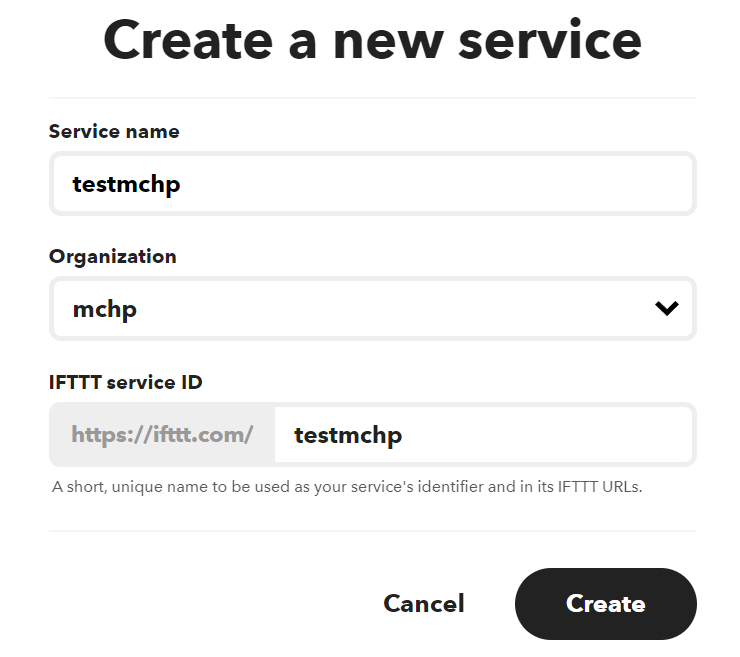 Create a new service
Service name
testmchp
Organization
mchp
IFTTT service ID
https://ifttt.com/ testmchp
A short, unique name to be used as your service's identifier and in its IFTTT URLs.
Cancel Create